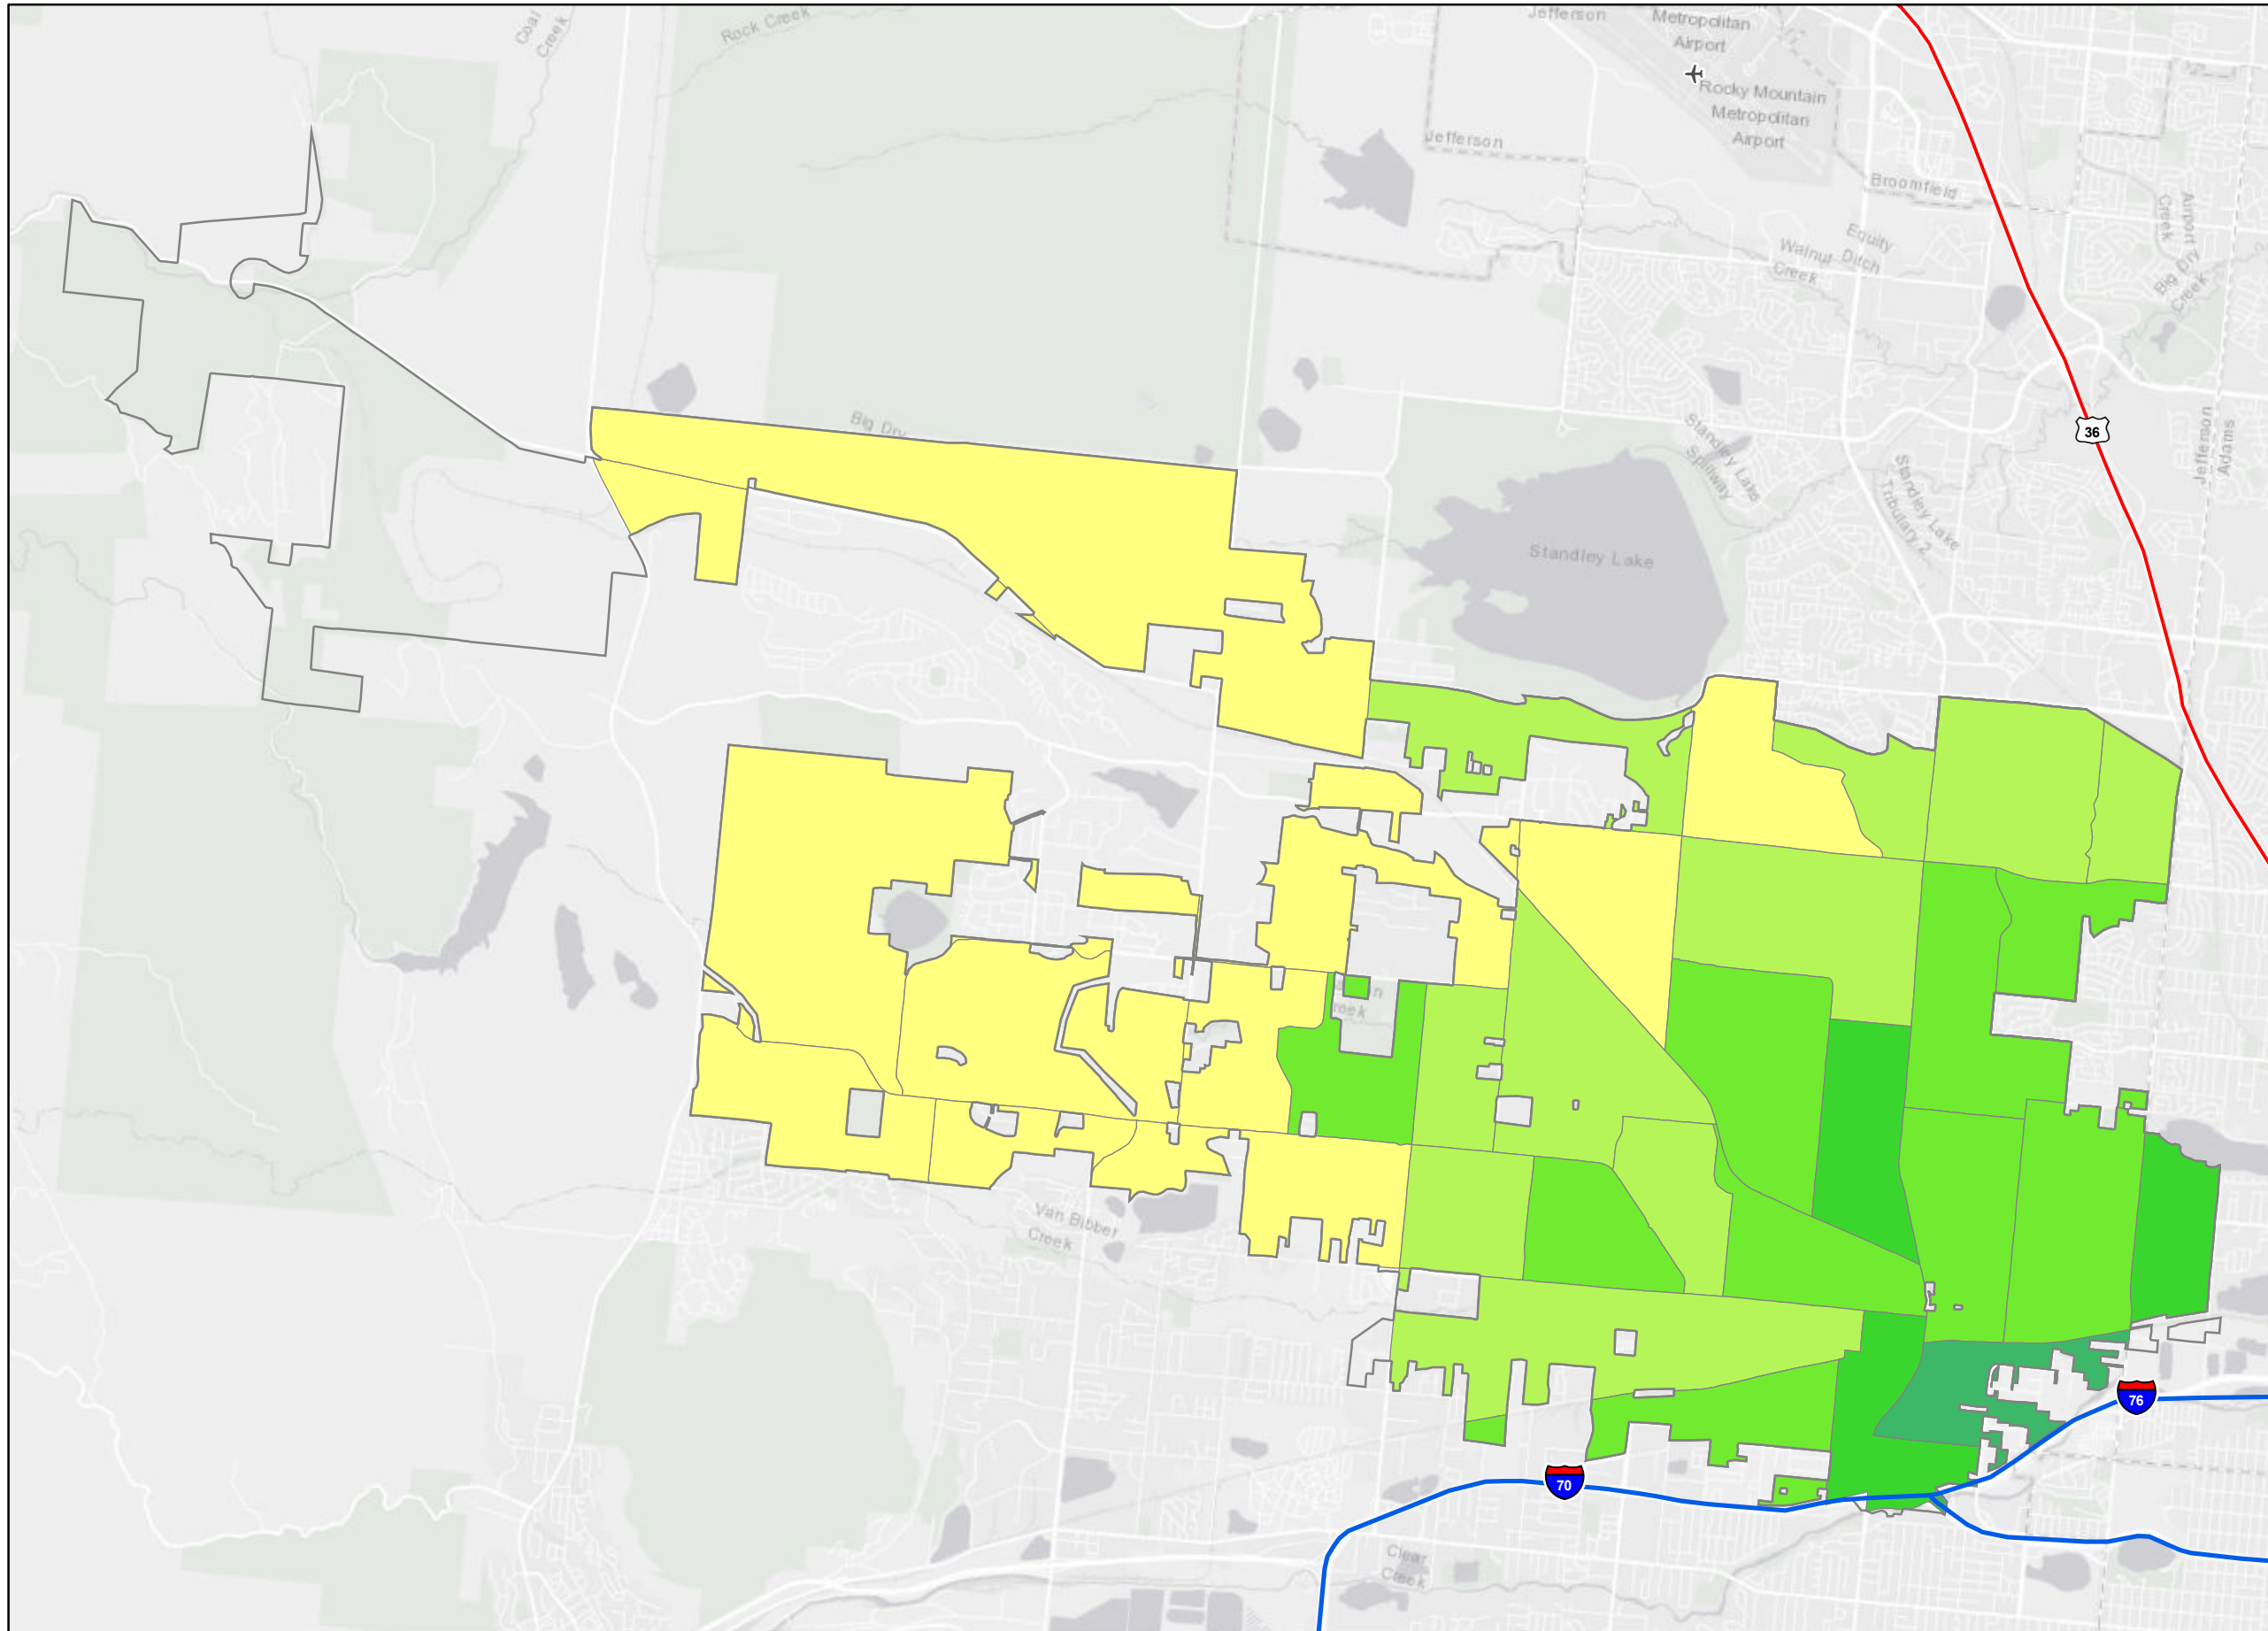 Coal
Creek
Rock Creek
Jefferson
Metropolitan
Airport
Rocky Mountain
Metropolitan
Airport
Jefferson
Broomfield
Airport
Creek
Equity
Ditch
Walnut
Creek
Big Dry
Creek
Big Dry
36
Standley Lake
Spillway
Standley Lake
Tributary 2
Jefferson
Adams
Standley Lake
Van Bibber
Creek
76
70
Clear
Creek